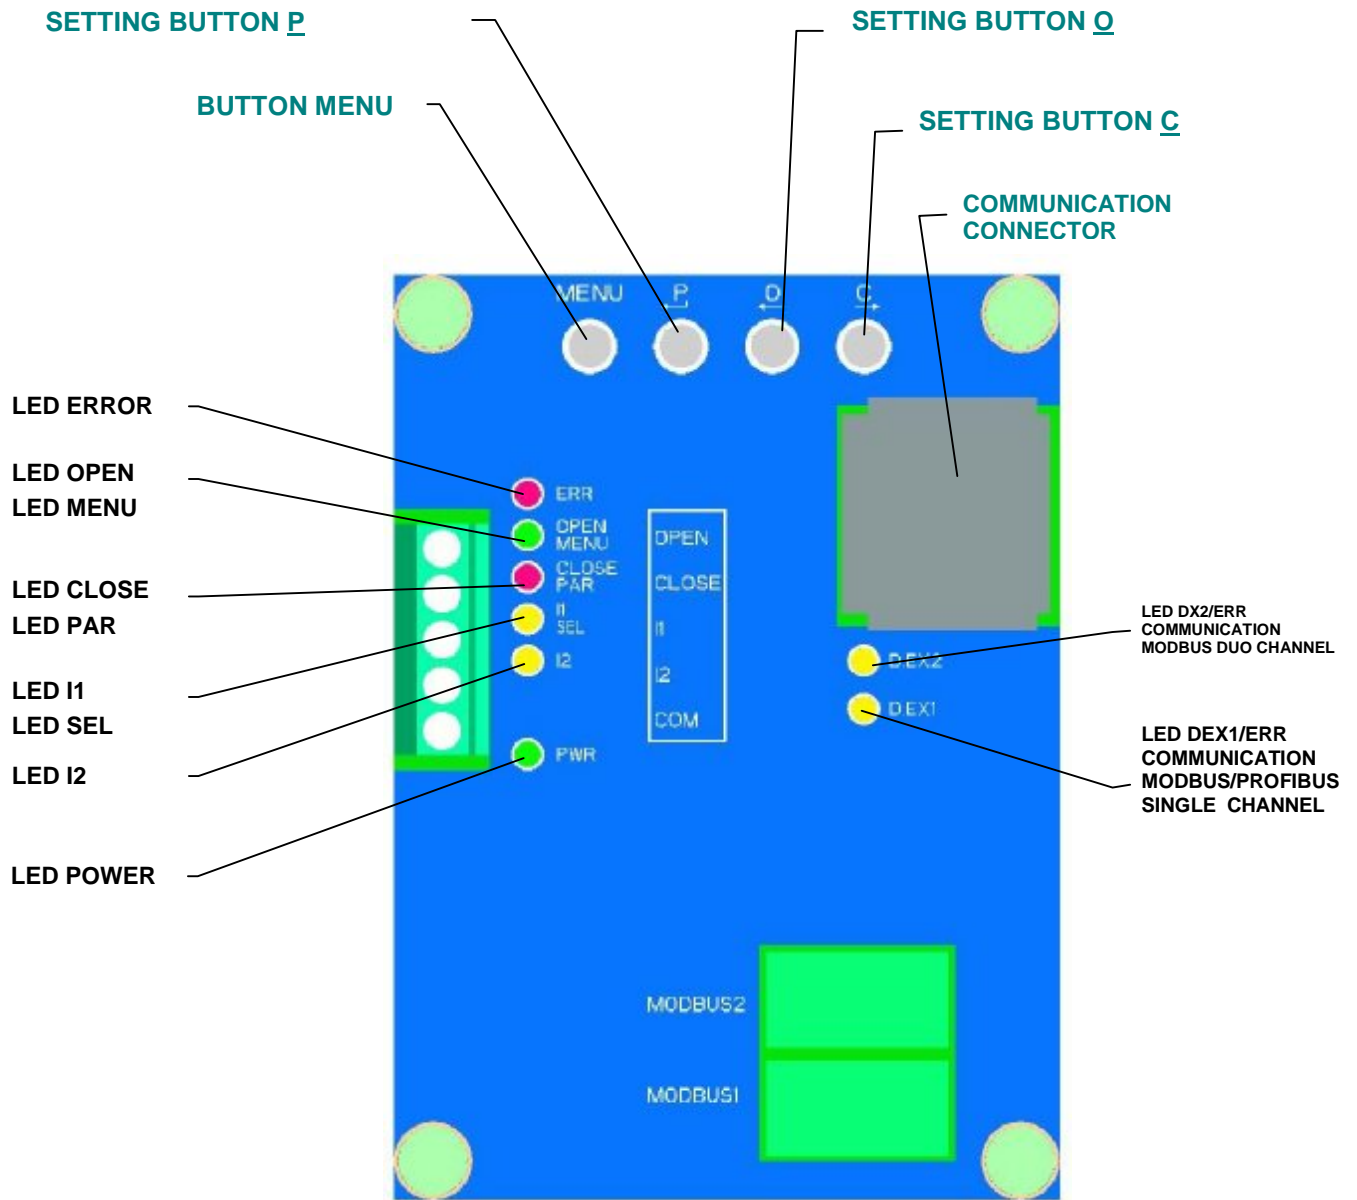 SETTING BUTTON P
SETTING BUTTON O
BUTTON MENU
SETTING BUTTON C
COMMUNICATION
CONNECTOR
MENU
P
O
C
LED ERROR
LED OPEN
LED MENU
LED CLOSE
LED PAR
LED I1
LED SEL
LED I2
LED POWER
ERR
OPEN
MENU
CLOSE
PAR
I1
SEL
I2
PWR
OPEN
CLOSE
I1
I2
COM
DEX2
DEX1
LED DX2/ERR
COMMUNICATION
MODBUS DUO CHANNEL
LED DEX1/ERR
COMMUNICATION
MODBUS/PROFIBUS
SINGLE CHANNEL
MODBUS2
MODBUS1